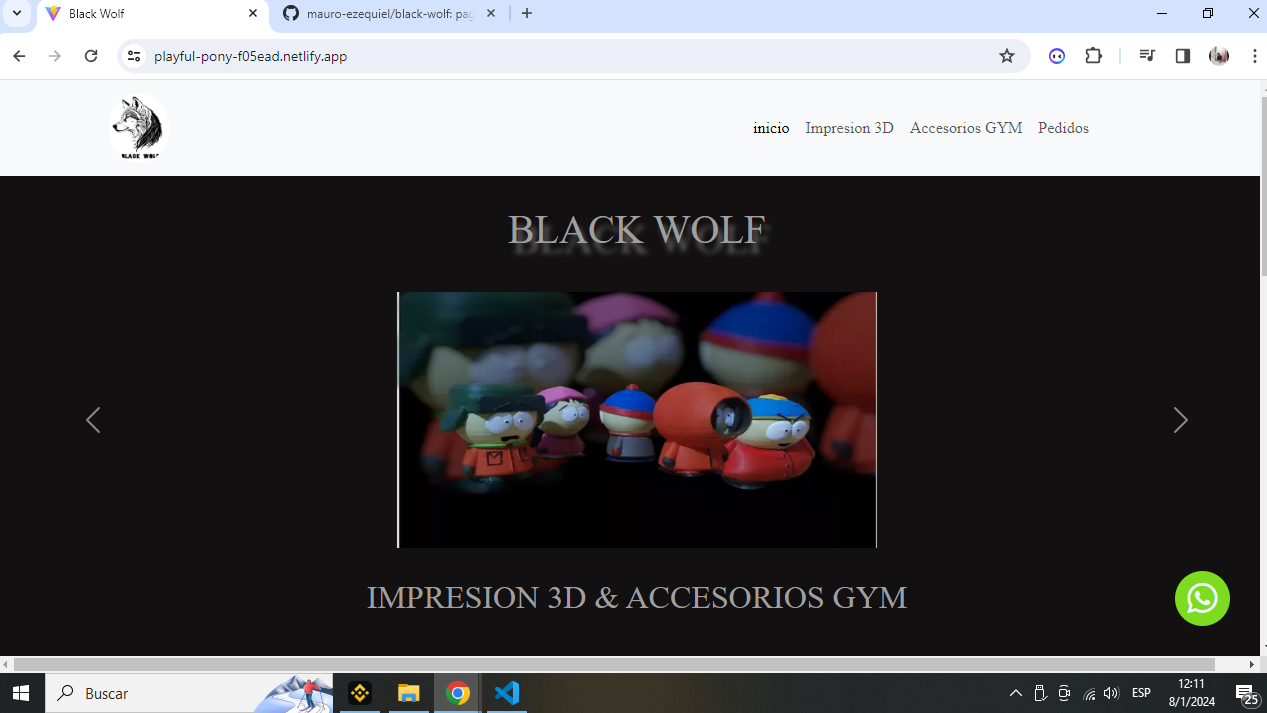 Black Wolf
mauro-ezequiel/black-wolf: pag
playful-pony-f05ead.netlify.app
BLACK WOLF
inicio
Impresion 3D
Accesorios GYM
Pedidos
BLACK WOLF
IMPRESION 3D & ACCESORIOS GYM
Buscar
ESP
12:11
8/1/2024
25